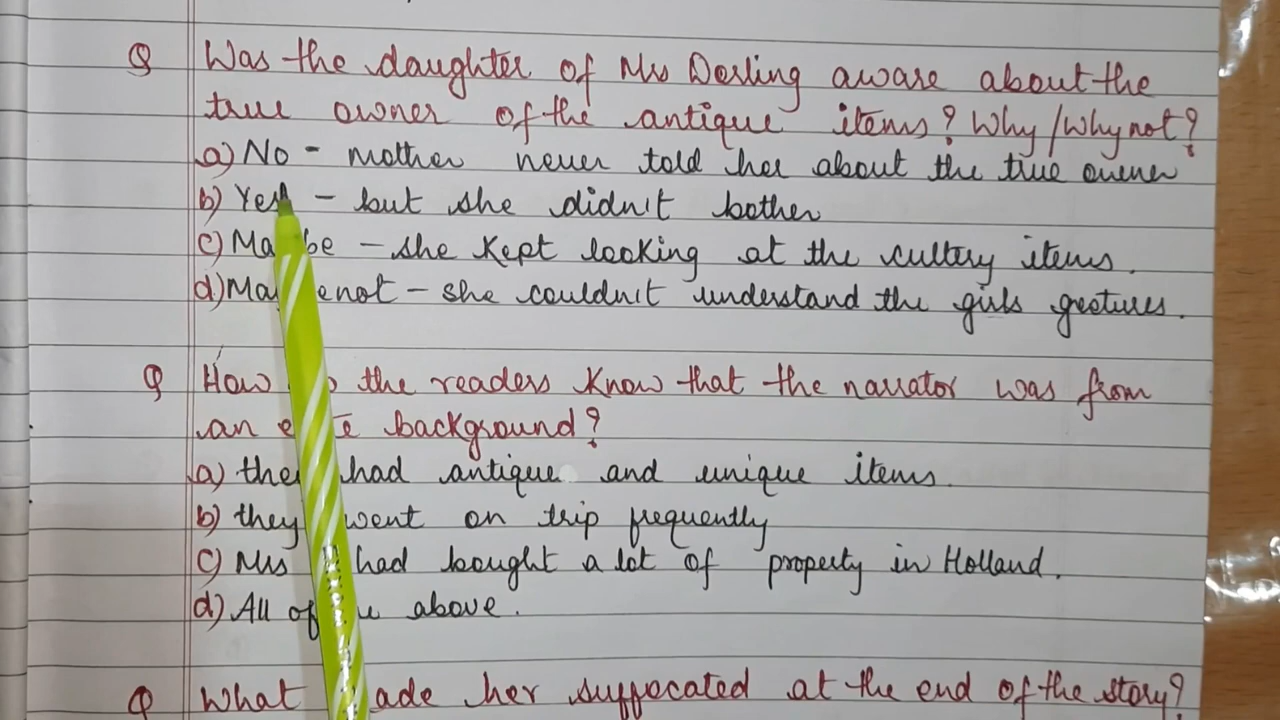 Q Was the daughter of Mrs Dorling aware about the
true owner of the antique items? Why/Why not?
a) No - mother never told her about the true owner
b) Yes - but she didn't bother
c) Ma be - she kept looking at the cultery items.
d) Ma e not - she couldn't understand the girls gestures.
Q How the readers know that the narrator was from
an e te background?
a) the had antique and unique items.
b) they went on trip frequently
c) Mrs had bought a lot of property in Holland.
d) All of above.
Q What ade her suffocated at the end of the story?